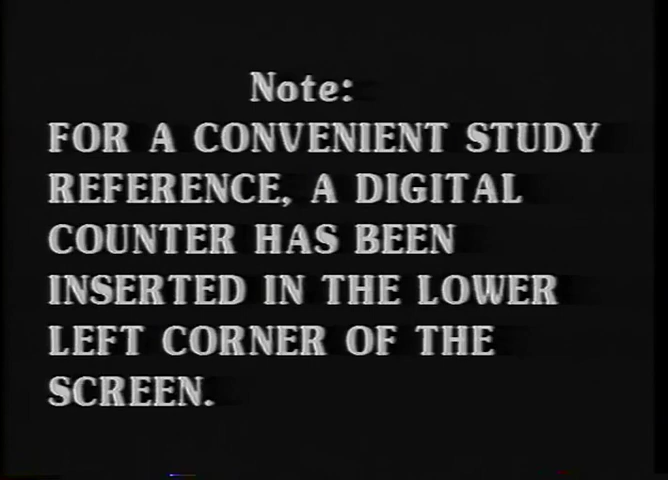 Note:
FOR A CONVENIENT STUDY
REFERENCE, A DIGITAL
COUNTER HAS BEEN
INSERTED IN THE LOWER
LEFT CORNER OF THE
SCREEN.